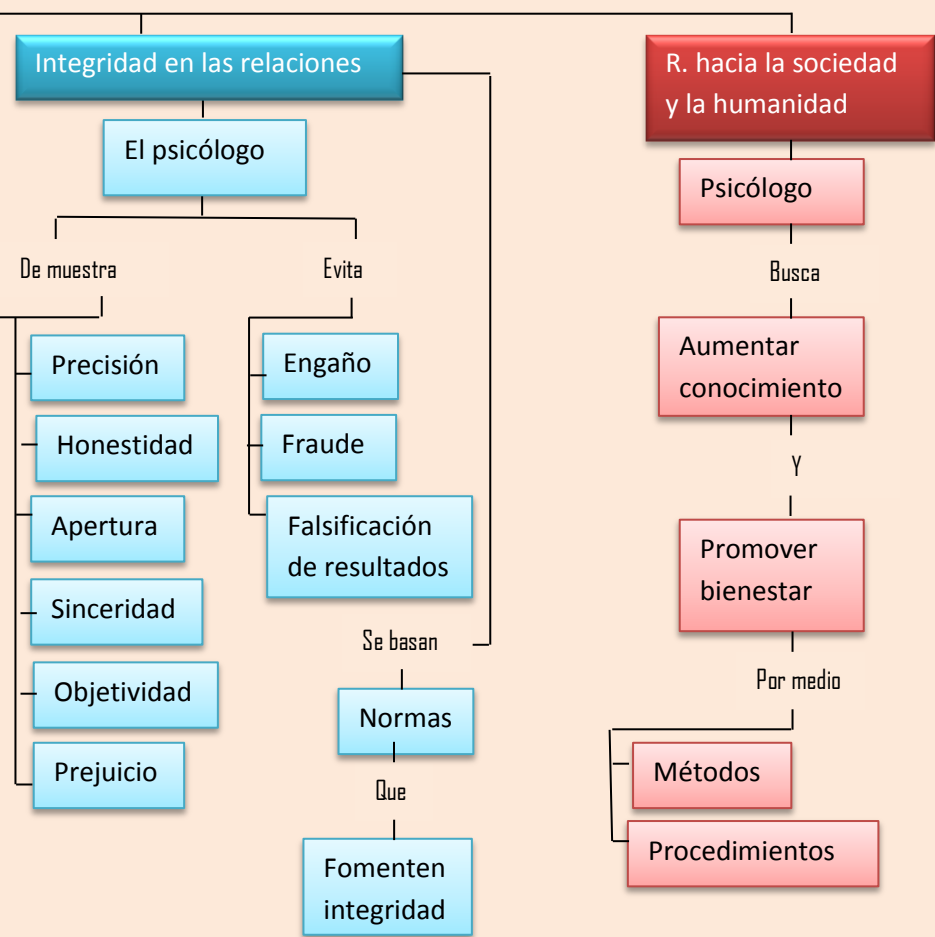 Integridad en las relaciones
El psicólogo
De muestra
Precisión
Honestidad
Apertura
Sinceridad
Objetividad
Prejuicio
Evita
Engaño
Fraude
Falsificación
de resultados
Se basan
Normas
Que
Fomenten
integridad
R. hacia la sociedad
y la humanidad
Psicólogo
Busca
Aumentar
conocimiento
Y
Promover
bienestar
Por medio
Métodos
Procedimientos